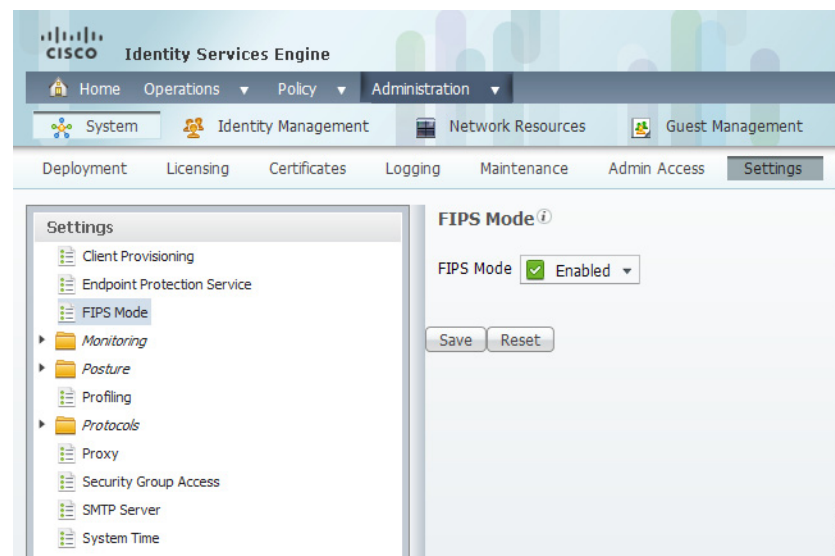 CISCO Identity Services Engine
Home Operations Policy Administration
System Identity Management Network Resources Guest Management
Deployment Licensing Certificates Logging Maintenance Admin Access Settings
Settings
Client Provisioning
Endpoint Protection Service
FIPS Mode
Monitoring
Posture
Profiling
Protocols
Proxy
Security Group Access
SMTP Server
System Time
FIPS Mode i
FIPS Mode Enabled
Save Reset